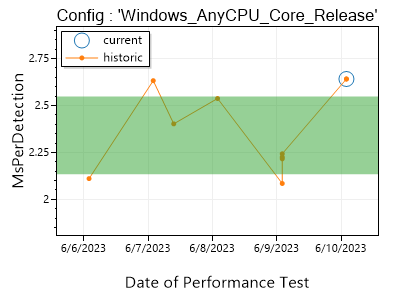 Config : 'Windows_AnyCPU_Core_Release'
current
historic
2.75
2.5
2.25
2
MsPerDetection
6/6/2023 6/7/2023 6/8/2023 6/9/2023 6/10/2023
Date of Performance Test